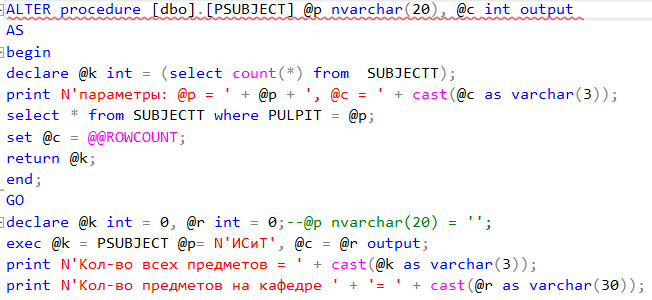 ALTER procedure [dbo].[PSUBJECT] @p nvarchar(20), @c int output
AS
begin
declare @k int = (select count(*) from  SUBJECTT);
print N'параметры: @p = ' + @p + ', @c = ' + cast(@c as varchar(3));
select * from SUBJECTT where PULPIT = @p;
set @c = @@ROWCOUNT;
return @k;
end;
GO
declare @k int = 0, @r int = 0;--@p nvarchar(20) = '';
exec @k = PSUBJECT @p= N'ИСиТ', @c = @r output;
print N'Кол-во всех предметов = ' + cast(@k as varchar(3));
print N'Кол-во предметов на кафедре ' + '= ' + cast(@r as varchar(30));